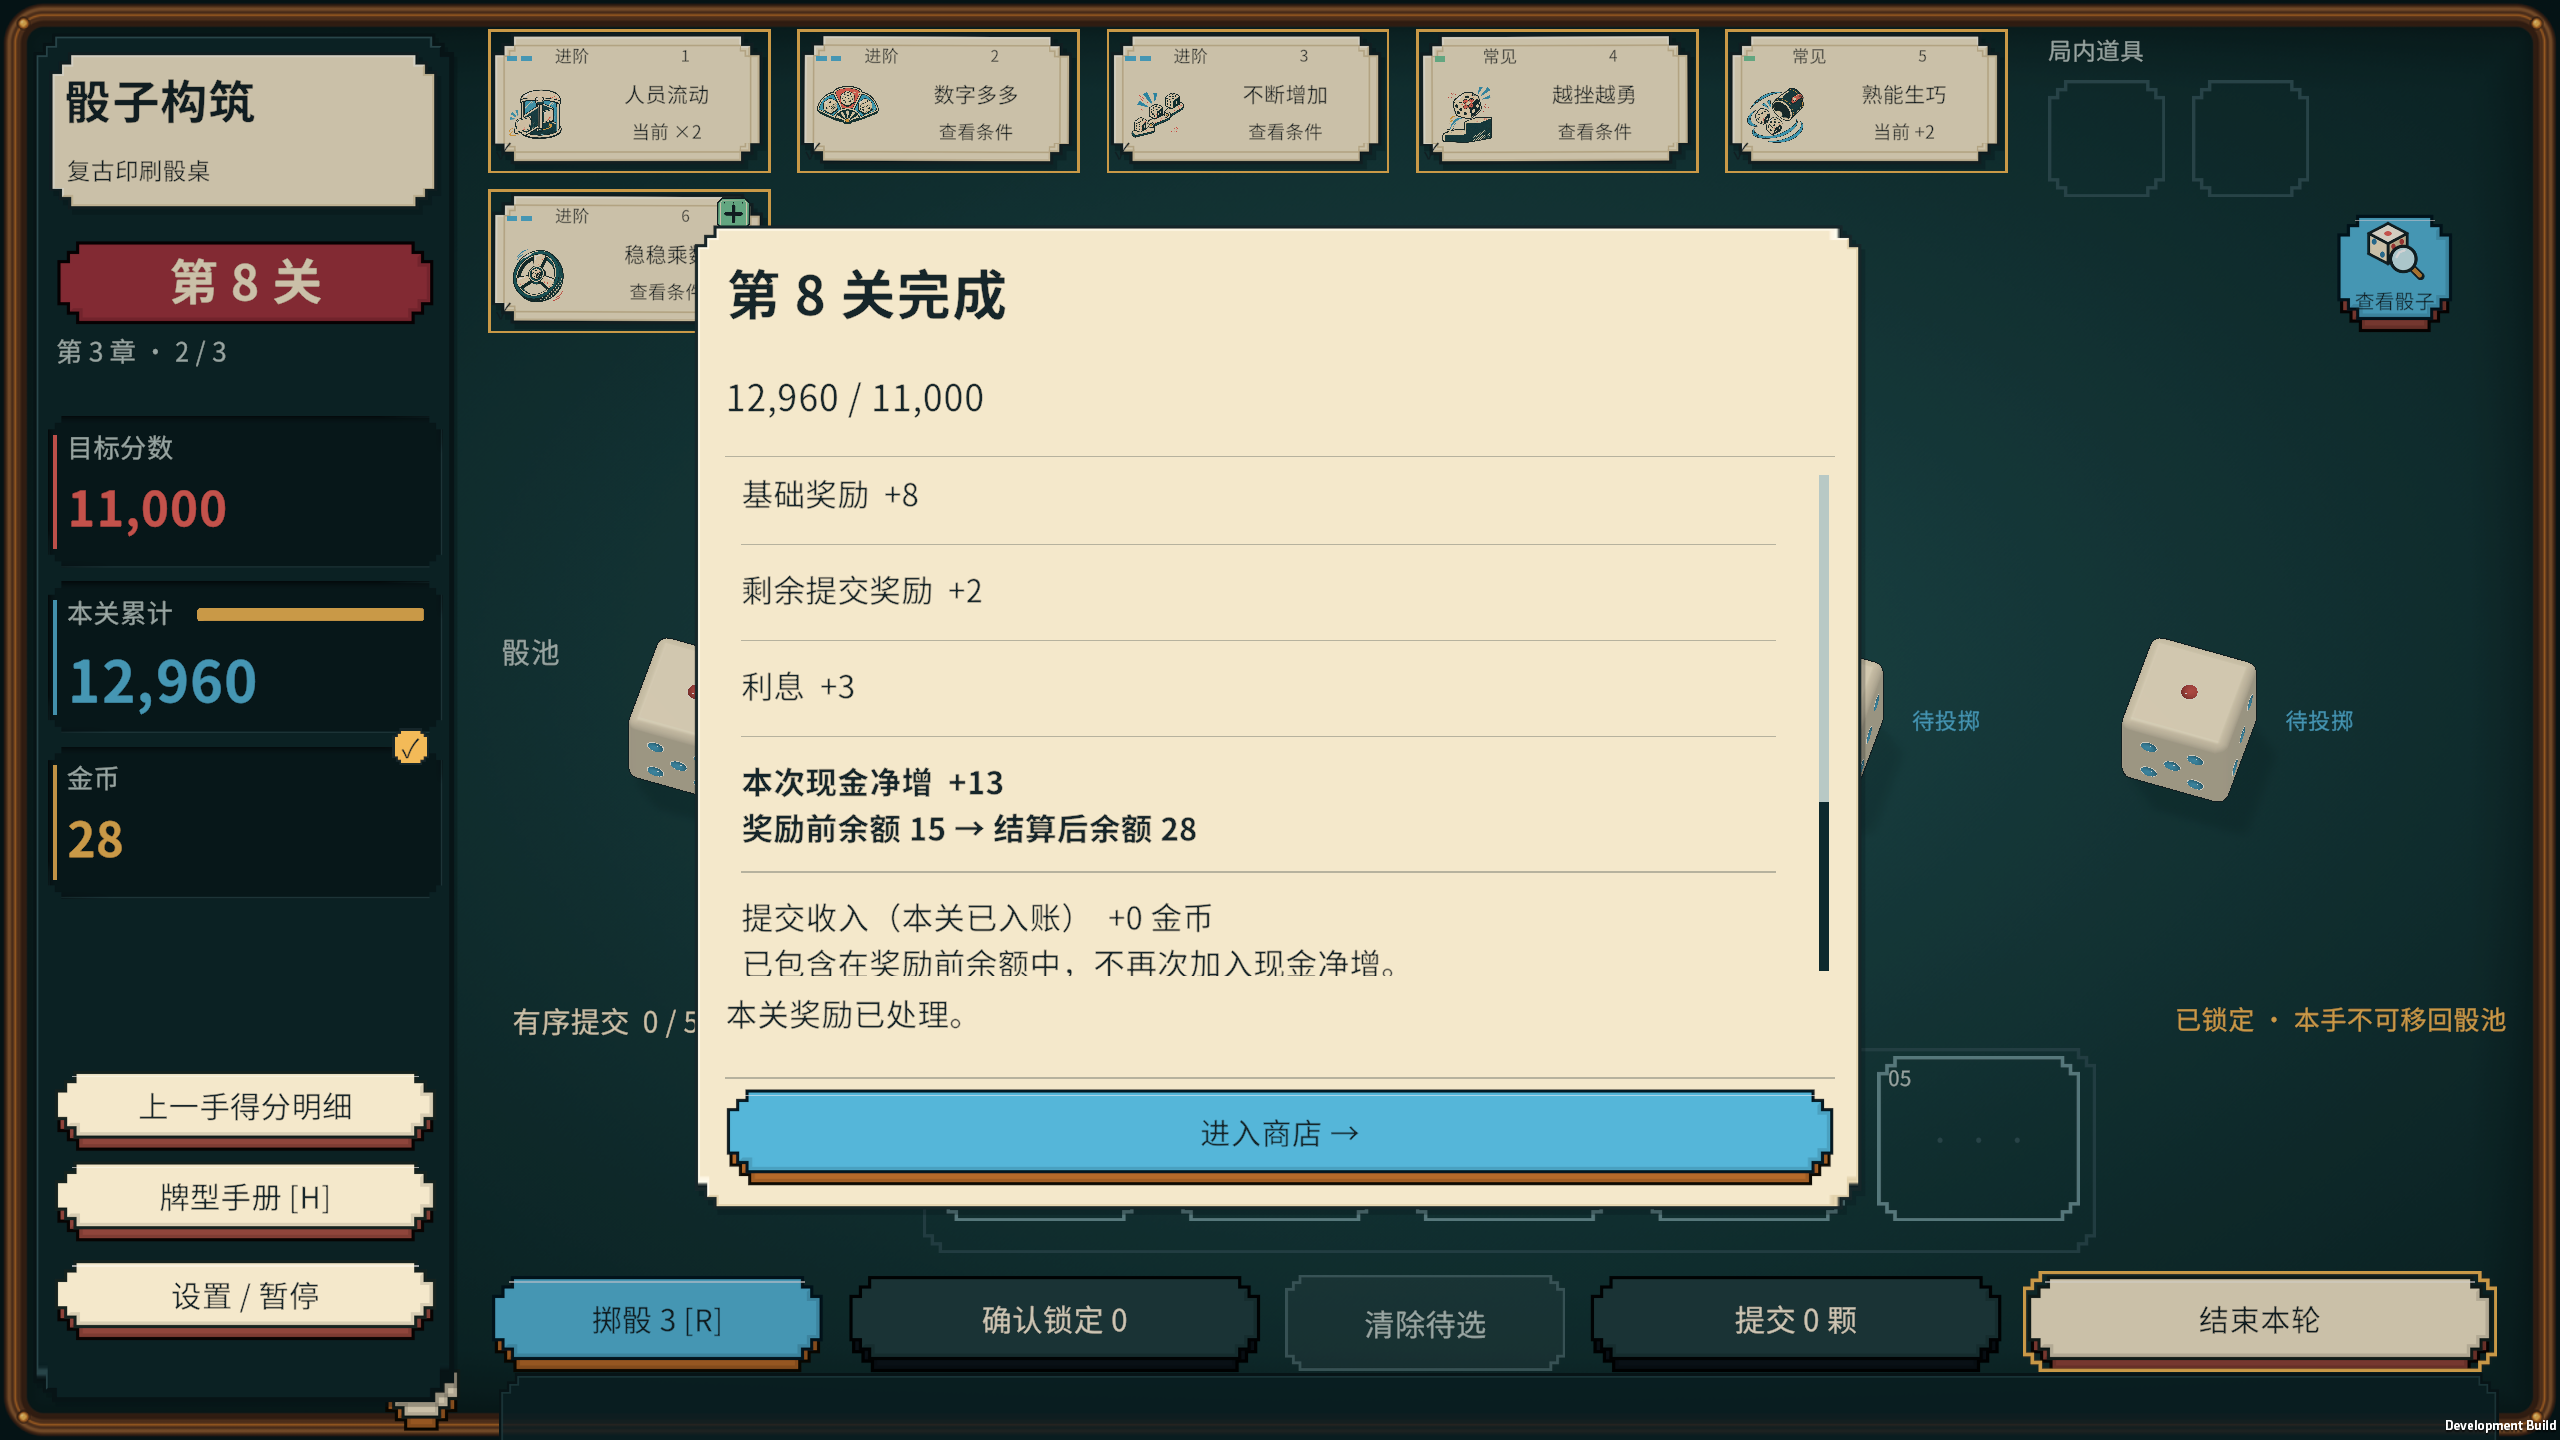 骰子构筑
复古印刷骰桌
第 8 关
第 3 章 · 2 / 3
目标分数
11,000
本关累计
12,960
金币
28
上一手得分明细
牌型手册 [H]
设置 / 暂停
进阶 1
人员流动
当前 ×2
进阶 2
数字多多
查看条件
进阶 3
不断增加
查看条件
常见 4
越挫越勇
查看条件
常见 5
熟能生巧
当前 +2
进阶 6
稳稳乘
查看条件
局内道具
查看骰子
第 8 关完成
12,960 / 11,000
基础奖励 +8
剩余提交奖励 +2
利息 +3
本次现金净增 +13
奖励前余额 15 → 结算后余额 28
提交收入（本关已入账） +0 金币
已包含在奖励前余额中，不再次加入现金净增。
本关奖励已处理。
进入商店 →
骰池
待投掷
待投掷
有序提交 0 / 5
已锁定 · 本手不可移回骰池
05
掷骰 3 [R]
确认锁定 0
清除待选
提交 0 颗
结束本轮
Development Build